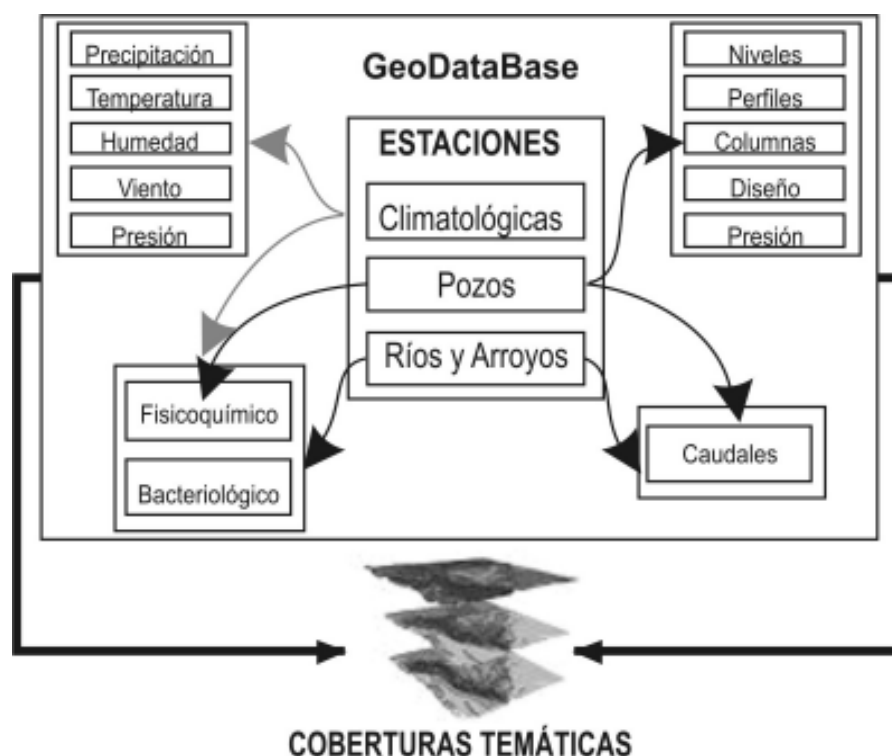 GeoDataBase
Precipitación
Temperatura
Humedad
Viento
Presión
ESTACIONES
Climatológicas
Pozos
Ríos y Arroyos
Niveles
Perfiles
Columnas
Diseño
Presión
Fisicoquímico
Bacteriológico
Caudales
COBERTURAS TEMÁTICAS